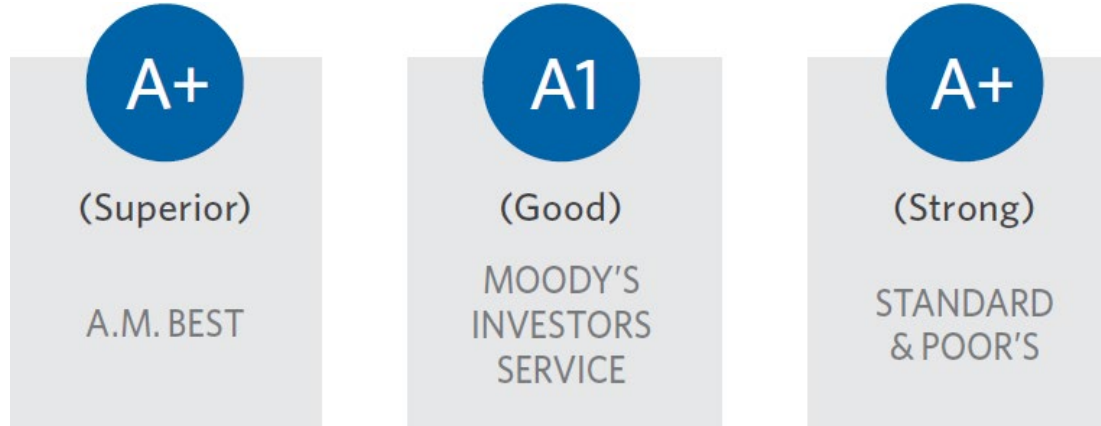 A+
(Superior)
A.M. BEST
A1
(Good)
MOODY'S
INVESTORS
SERVICE
A+
(Strong)
STANDARD
& POOR'S